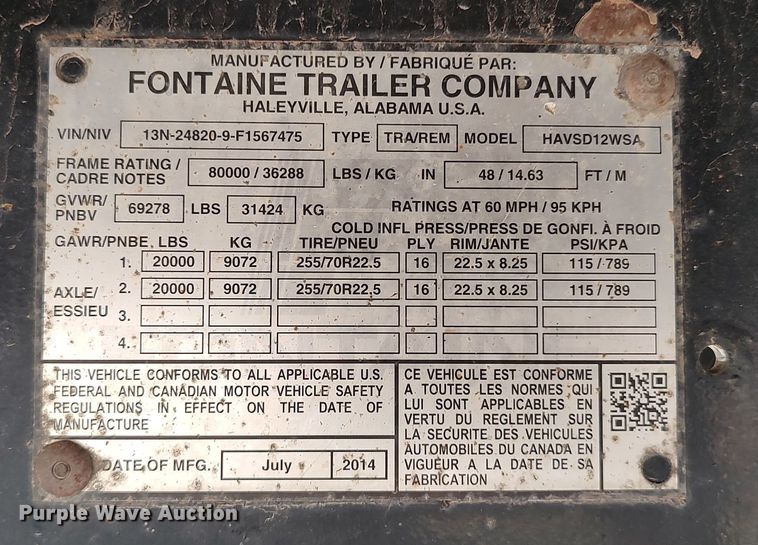 MANUFACTURED BY / FABRIQUÉ PAR:
FONTAINE TRAILER COMPANY
HALEYVILLE, ALABAMA U.S.A.
VIN/NIV 13N-24820-9-F1567475 TYPE TRA/REM MODEL HAVSD12WSA
FRAME RATING / CADRE NOTES 80000 / 36288 LBS / KG IN 48 / 14.63 FT / M
GVWR/ PNBV 69278 LBS 31424 KG RATINGS AT 60 MPH / 95 KPH
COLD INFL PRESS/PRESS DE GONFI. À FROID
GAWR/PNBE, LBS KG TIRE/PNEU PLY RIM/JANTE PSI/KPA
1. 20000 9072 255/70R22.5 16 22.5 x 8.25 115 / 789
AXLE/ ESSIEU
2. 20000 9072 255/70R22.5 16 22.5 x 8.25 115 / 789
3.
4.
THIS VEHICLE CONFORMS TO ALL APPLICABLE U.S.
FEDERAL AND CANADIAN MOTOR VEHICLE SAFETY
REGULATIONS IN EFFECT ON THE DATE OF
MANUFACTURE
DATE OF MFG. July 2014
CE VEHICULE EST CONFORME
A TOUTES LES NORMES QUI
LUI SONT APPLICABLES EN
VERTU DU REGLEMENT SUR
LA SECURITE DES VEHICULES
AUTOMOBILES DU CANADA EN
VIGUEUR A LA DATE DE SA
FABRICATION
Purple Wave Auction